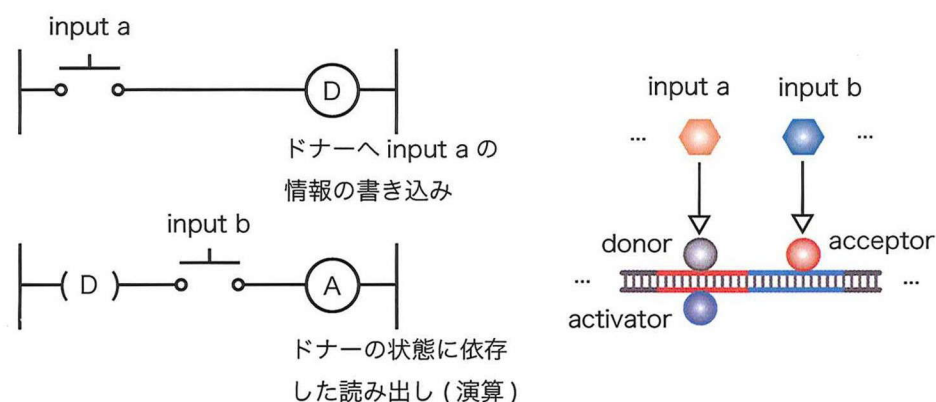 input a
D
ドナーへ input a の
情報の書き込み
input b
( D )
A
ドナーの状態に依存
した読み出し ( 演算 )
input a
input b
...
...
donor
acceptor
...
...
activator